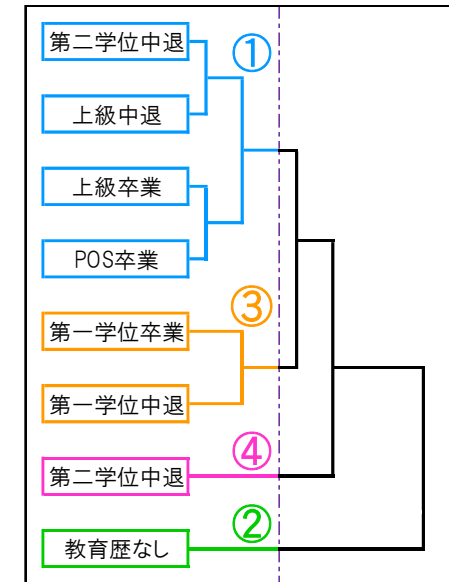 第二学位中退
①
上級中退
上級卒業
POS卒業
③
第一学位卒業
第一学位中退
④
第二学位中退
②
教育歴なし